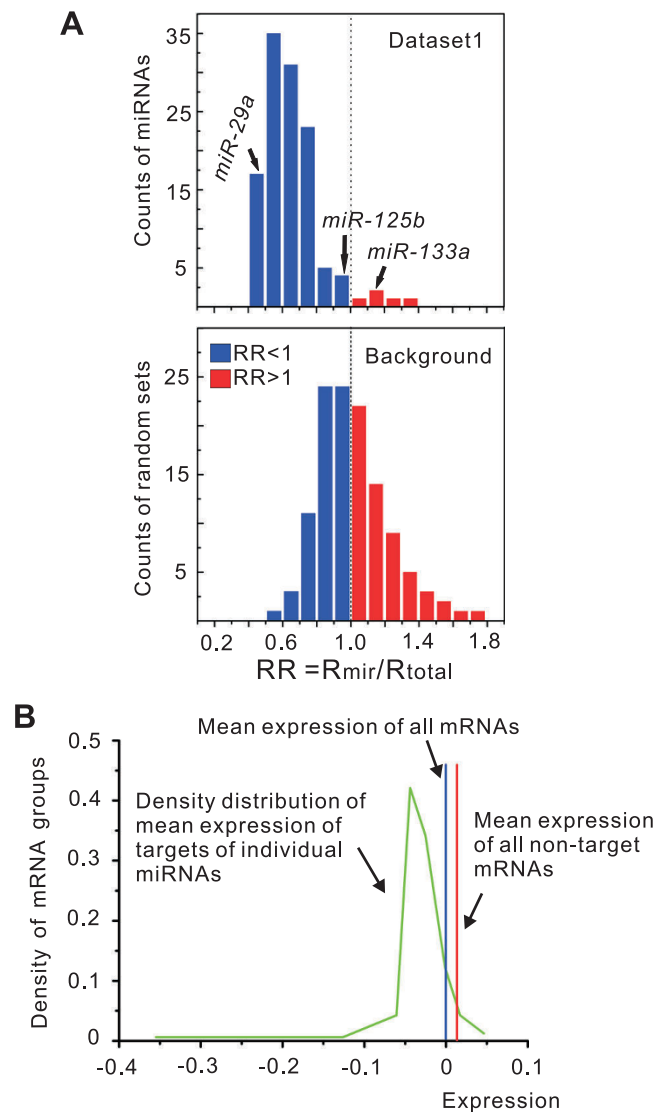 A
Dataset1
Counts of miRNAs
35
25
15
5
miR-29a
miR-125b
miR-133a
RR<1
RR>1
Background
Counts of random sets
25
15
5
0.2 0.6 1.0 1.4 1.8
RR =Rmir/Rtotal
B
Mean expression of all mRNAs
Density distribution of
mean expression of
targets of individual
miRNAs
Mean expression
of all non-target
mRNAs
Density of mRNA groups
0.5
0.4
0.3
0.2
0.1
0
-0.4 -0.3 -0.2 -0.1 0 0.1
Expression